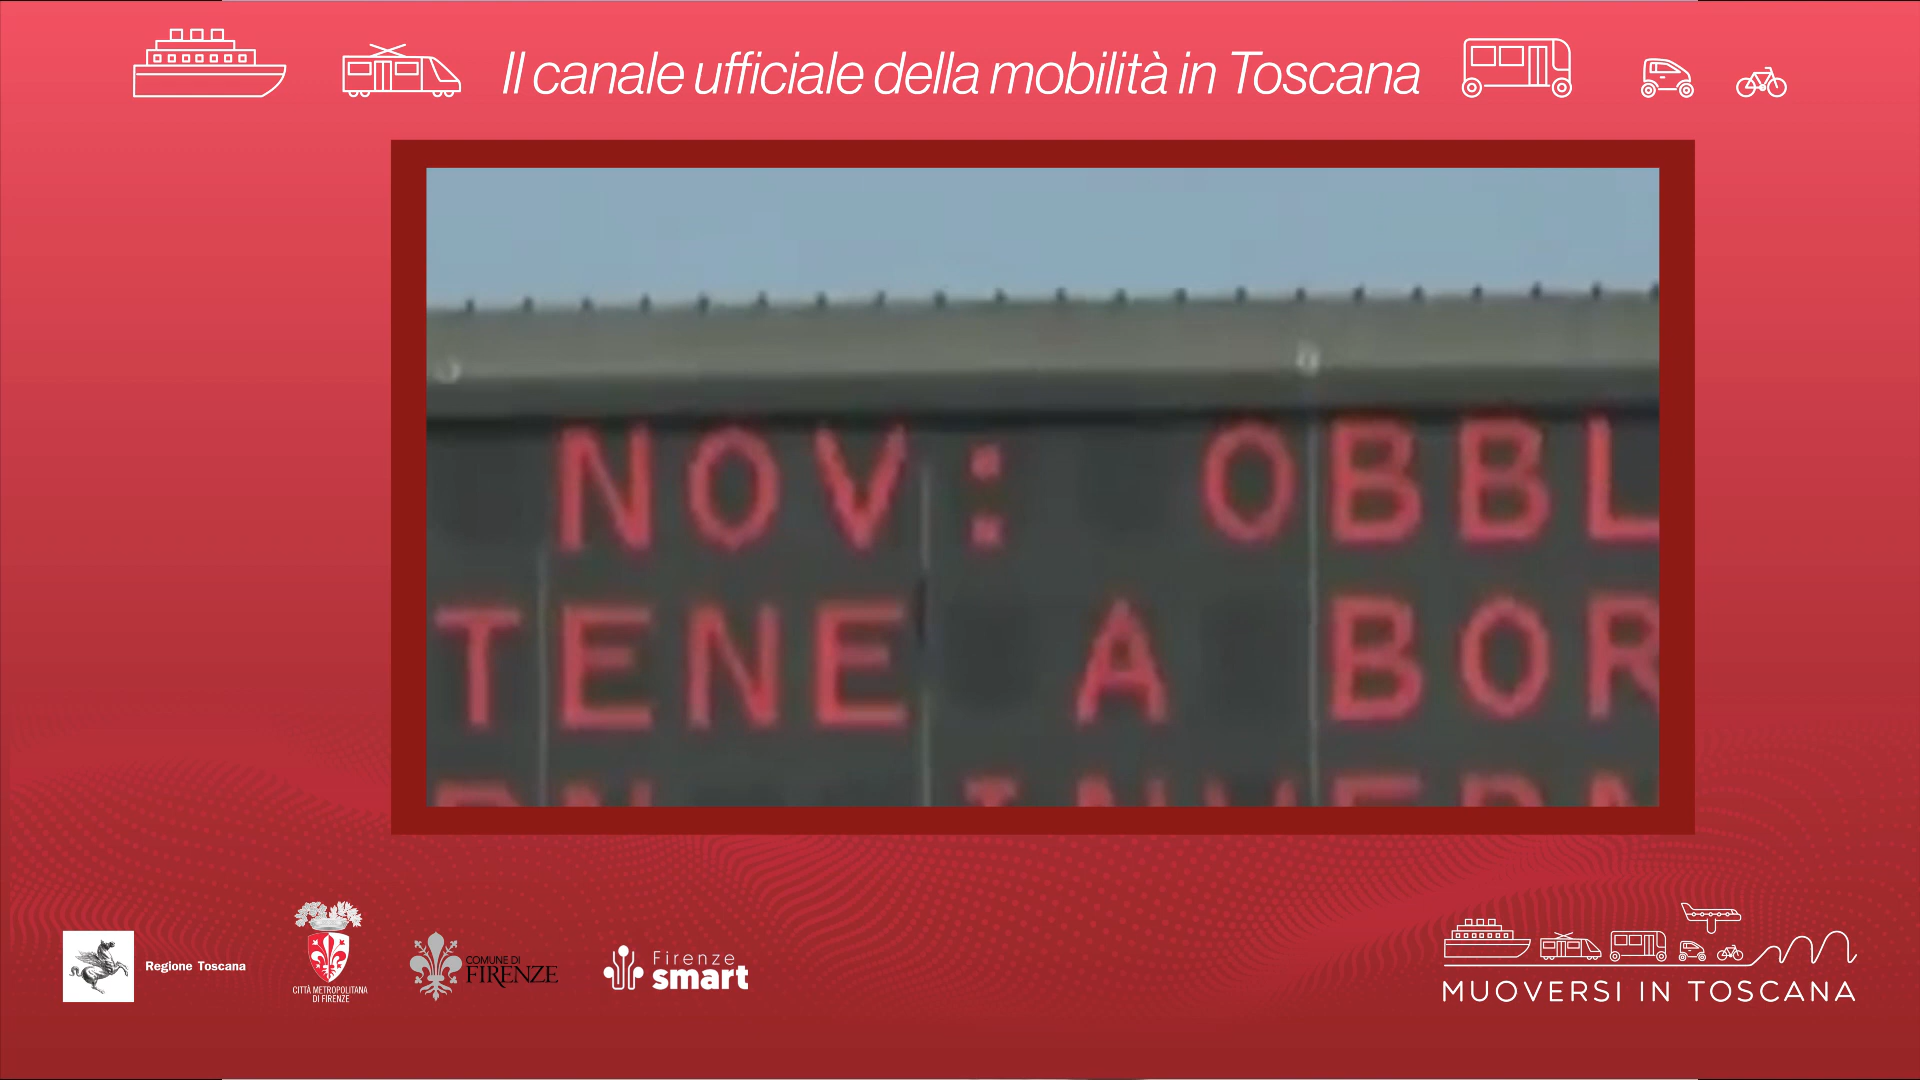 Il canale ufficiale della mobilità in Toscana
NOV: OBBL
TENE A BOR
Regione Toscana
CITTÀ METROPOLITANA
DI FIRENZE
COMUNE DI
FIRENZE
Firenze
smart
MUOVERSI IN TOSCANA